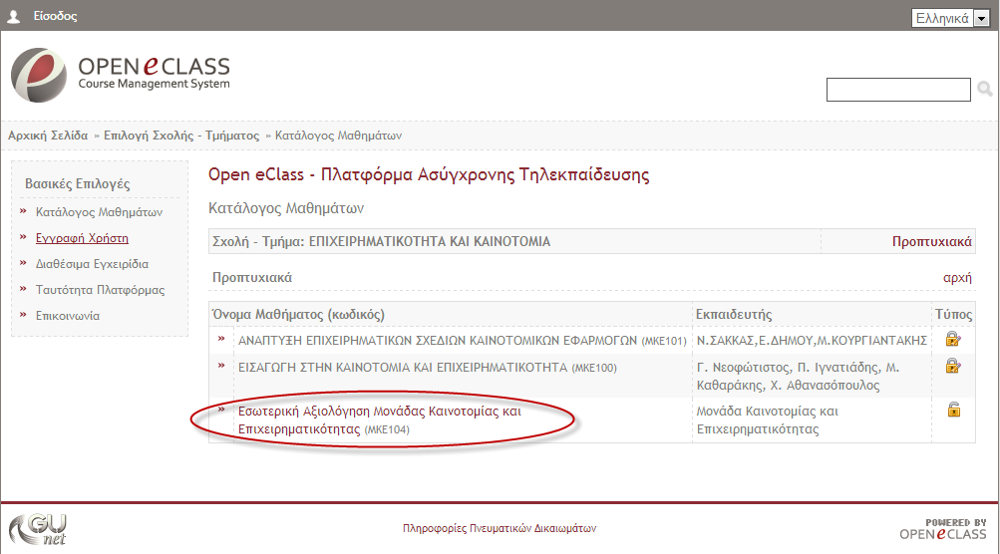 Είσοδος
Ελληνικά
OPEN eCLASS
Course Management System
Αρχική Σελίδα » Επιλογή Σχολής - Τμήματος » Κατάλογος Μαθημάτων
Βασικές Επιλογές
» Κατάλογος Μαθημάτων
» Εγγραφή Χρήστη
» Διαθέσιμα Εγχειρίδια
» Ταυτότητα Πλατφόρμας
» Επικοινωνία
Open eClass - Πλατφόρμα Ασύγχρονης Τηλεκπαίδευσης
Κατάλογος Μαθημάτων
Σχολή - Τμήμα: ΕΠΙΧΕΙΡΗΜΑΤΙΚΟΤΗΤΑ ΚΑΙ ΚΑΙΝΟΤΟΜΙΑ Προπτυχιακά
Προπτυχιακά αρχή
Όνομα Μαθήματος (κωδικός) Εκπαιδευτής Τύπος
» ΑΝΑΠΤΥΞΗ ΕΠΙΧΕΙΡΗΜΑΤΙΚΩΝ ΣΧΕΔΙΩΝ ΚΑΙΝΟΤΟΜΙΚΩΝ ΕΦΑΡΜΟΓΩΝ (MKE101) Ν.ΣΑΚΚΑΣ,Ε.ΔΗΜΟΥ,Μ.ΚΟΥΡΓΙΑΝΤΑΚΗΣ
» ΕΙΣΑΓΩΓΗ ΣΤΗΝ ΚΑΙΝΟΤΟΜΙΑ ΚΑΙ ΕΠΙΧΕΙΡΗΜΑΤΙΚΟΤΗΤΑ (MKE100) Γ. Νεοφώτιστος, Π. Ιγνατιάδης, Μ.
Καθαράκης, Χ. Αθανασόπουλος
» Εσωτερική Αξιολόγηση Μονάδας Καινοτομίας και Μονάδα Καινοτομίας και
Επιχειρηματικότητας (MKE104) Επιχειρηματικότητας
GU
net
Πληροφορίες Πνευματικών Δικαιωμάτων
POWERED BY
OPEN eCLASS